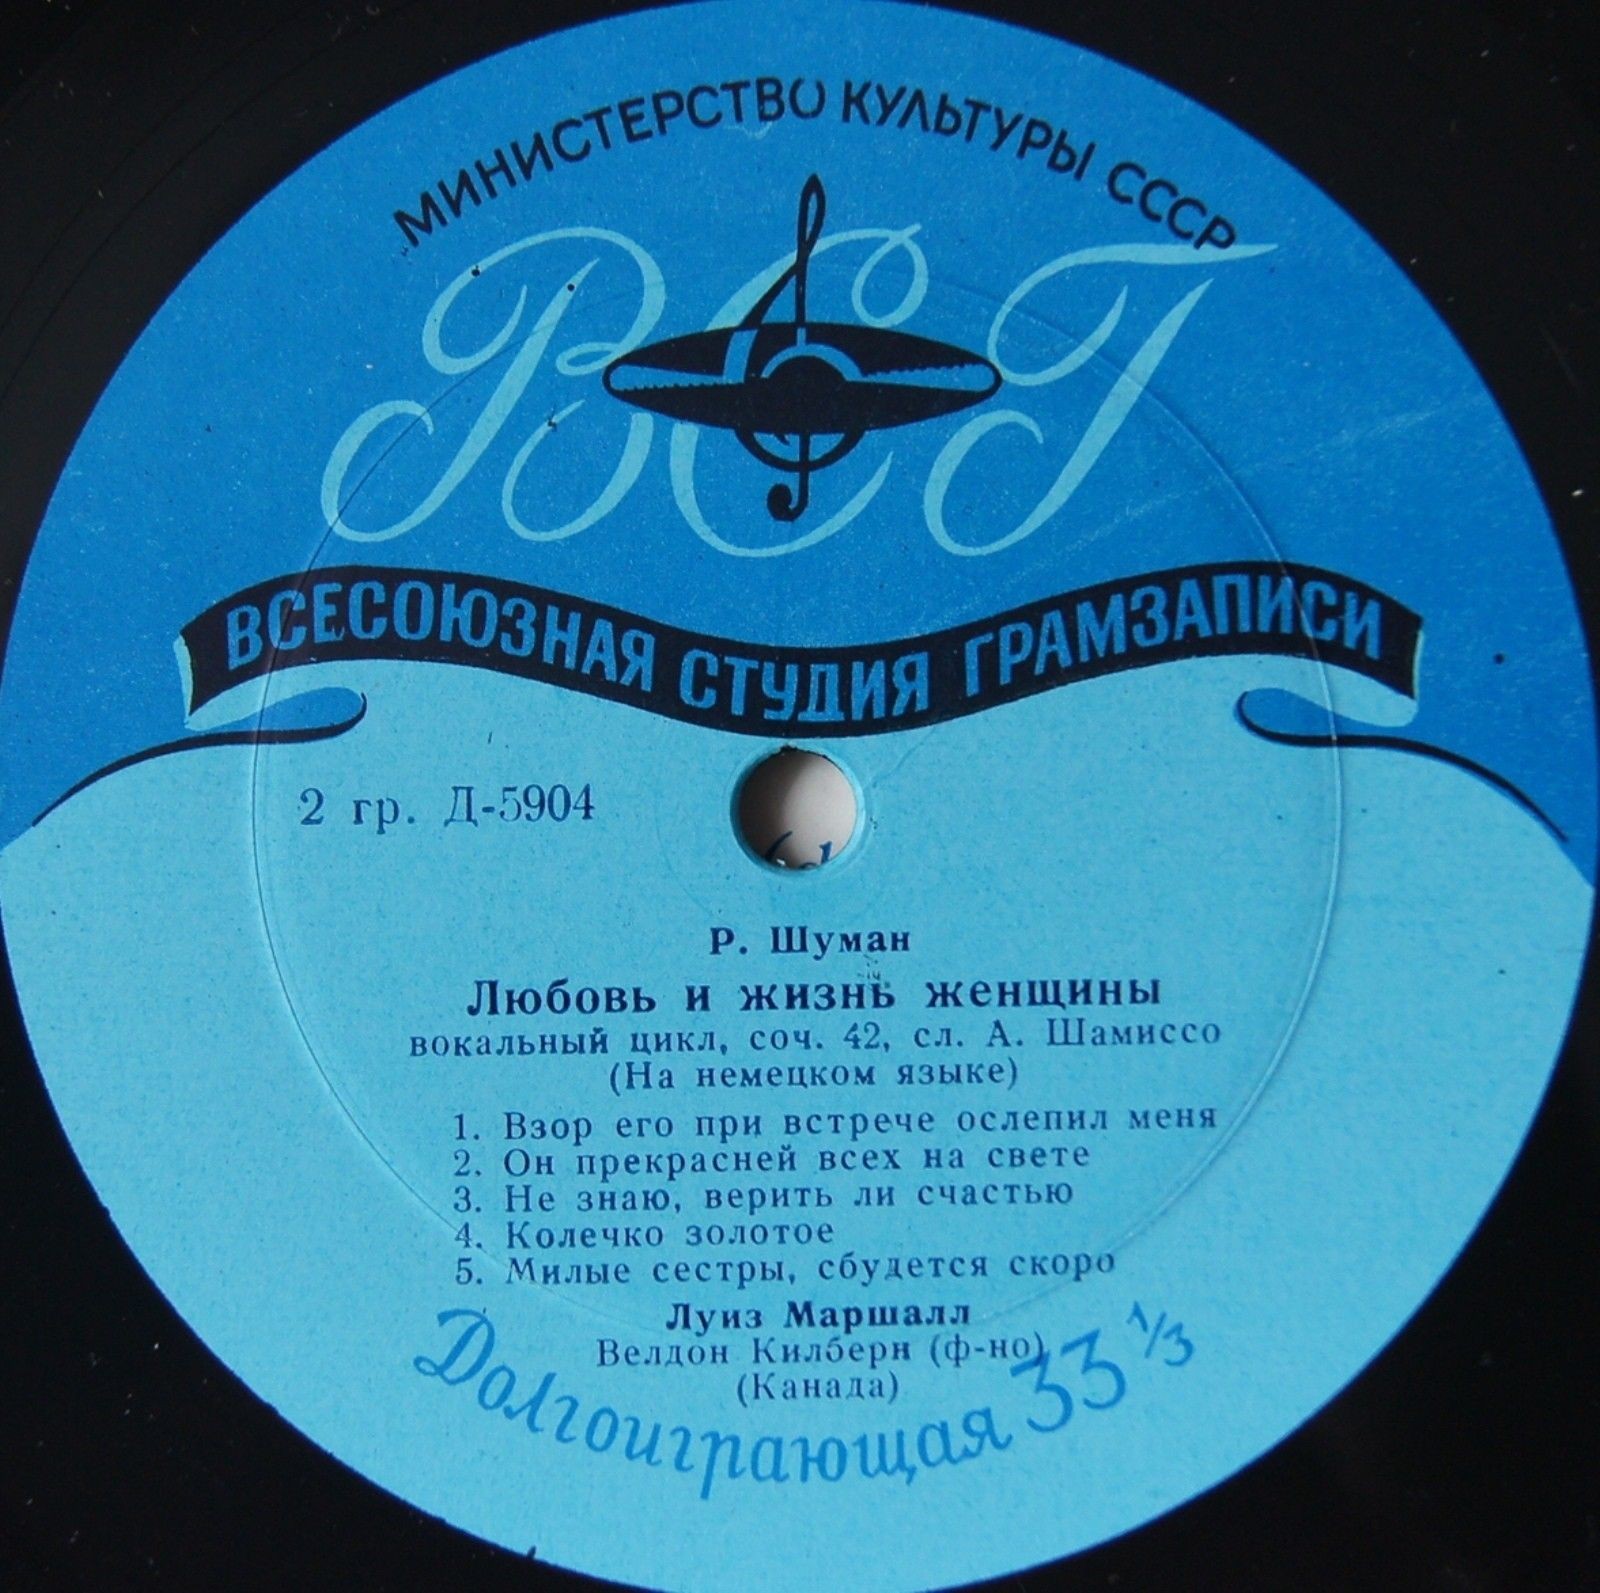 МИНИСТЕРСТВО КУЛЬТУРЫ СССР
ВСГ
ВСЕСОЮЗНАЯ СТУДИЯ ГРАМЗАПИСИ
2 гр. Д-5904
Р. Шуман
Любовь и жизнь женщины
вокальный цикл, соч. 42, сл. А. Шамиссо
(На немецком языке)
1. Взор его при встрече ослепил меня
2. Он прекрасней всех на свете
3. Не знаю, верить ли счастью
4. Колечко золотое
5. Милые сестры, сбудется скоро
Луиз Маршалл
Велдон Килберн (ф-но)
(Канада)
Долгоиграющая 33 1/3